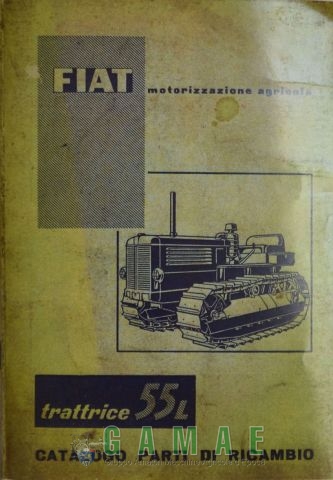 FIAT
motorizzazione agricola
trattrice 55L
GAMAE
CATALOGO PARTI DI RICAMBIO